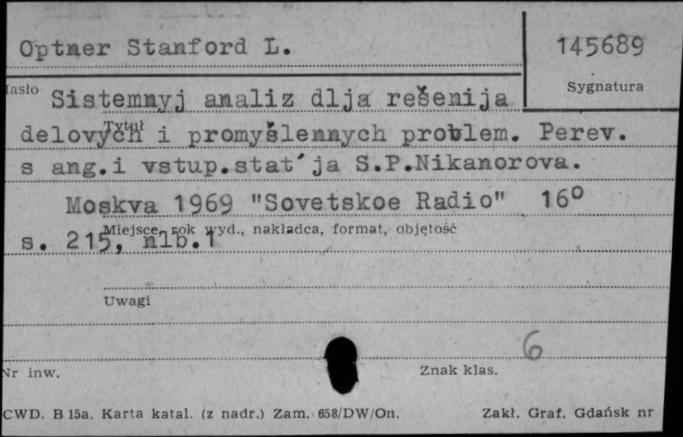 Optner Stanford L.
145689
Hasło
Sygnatura
Sistemnyj analiz dlja rešenija
Tytuł
delovych i promyšlennych problem. Perev.
s ang.i vstup.stat´ja S.P.Nikanorova.
Moskva 1969 "Sovetskoe Radio" 16º
Miejsce, rok wyd., nakładca, format, objętość
s. 215, nlb.1
Uwagi
6
Nr inw.
Znak klas.
CWD. B 15a. Karta katal. (z nadr.) Zam. 658/DW/On.
Zakł. Graf. Gdańsk nr